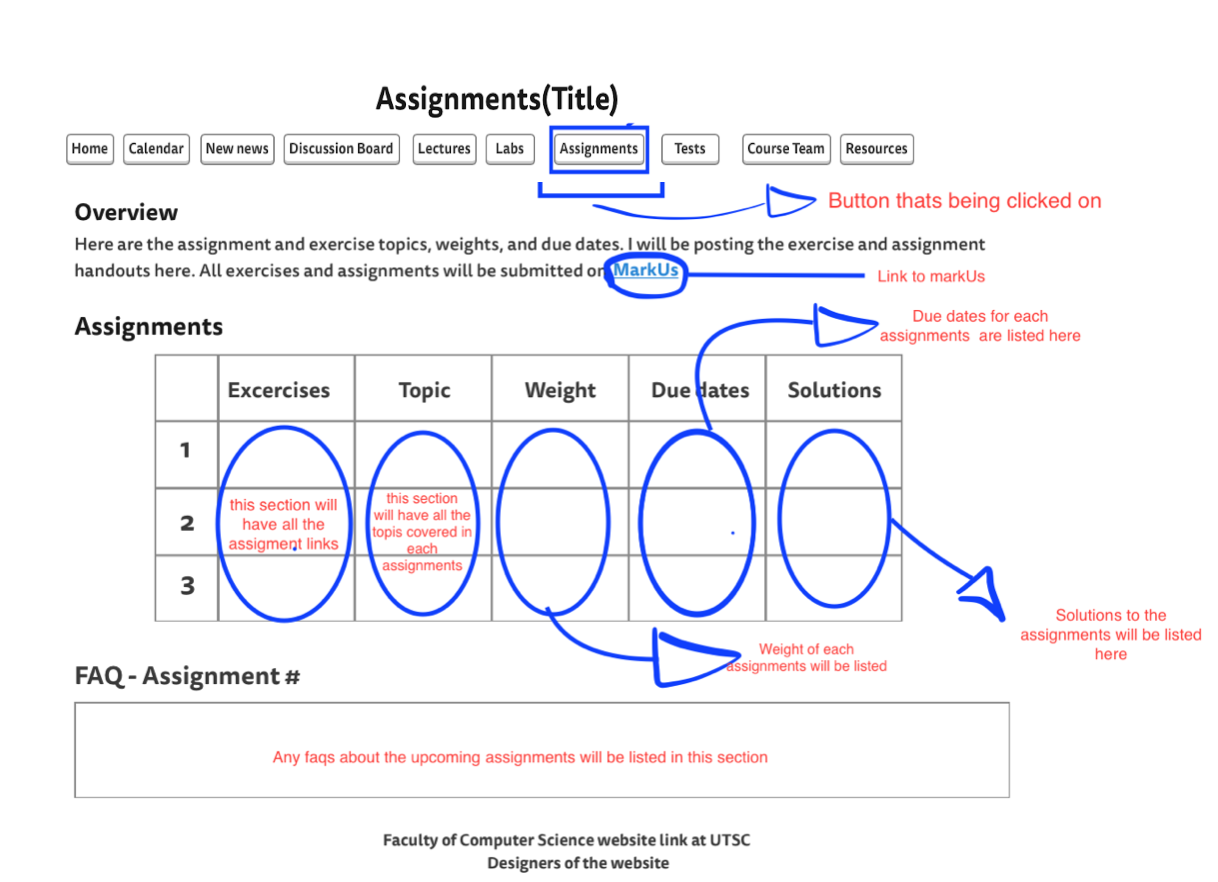 Assignments(Title)
Home Calendar New news Discussion Board Lectures Labs Assignments Tests Course Team Resources
Button thats being clicked on
Overview
Here are the assignment and exercise topics, weights, and due dates. I will be posting the exercise and assignment
handouts here. All exercises and assignments will be submitted on MarkUs
Link to markUs
Due dates for each
assignments are listed here
Assignments
Excercises Topic Weight Due dates Solutions
1
2
3
this section will
have all the
assigment links
this section
will have all the
topis covered in
each
assignments
Solutions to the
assignments will be listed
here
Weight of each
assignments will be listed
FAQ - Assignment #
Any faqs about the upcoming assignments will be listed in this section
Faculty of Computer Science website link at UTSC
Designers of the website